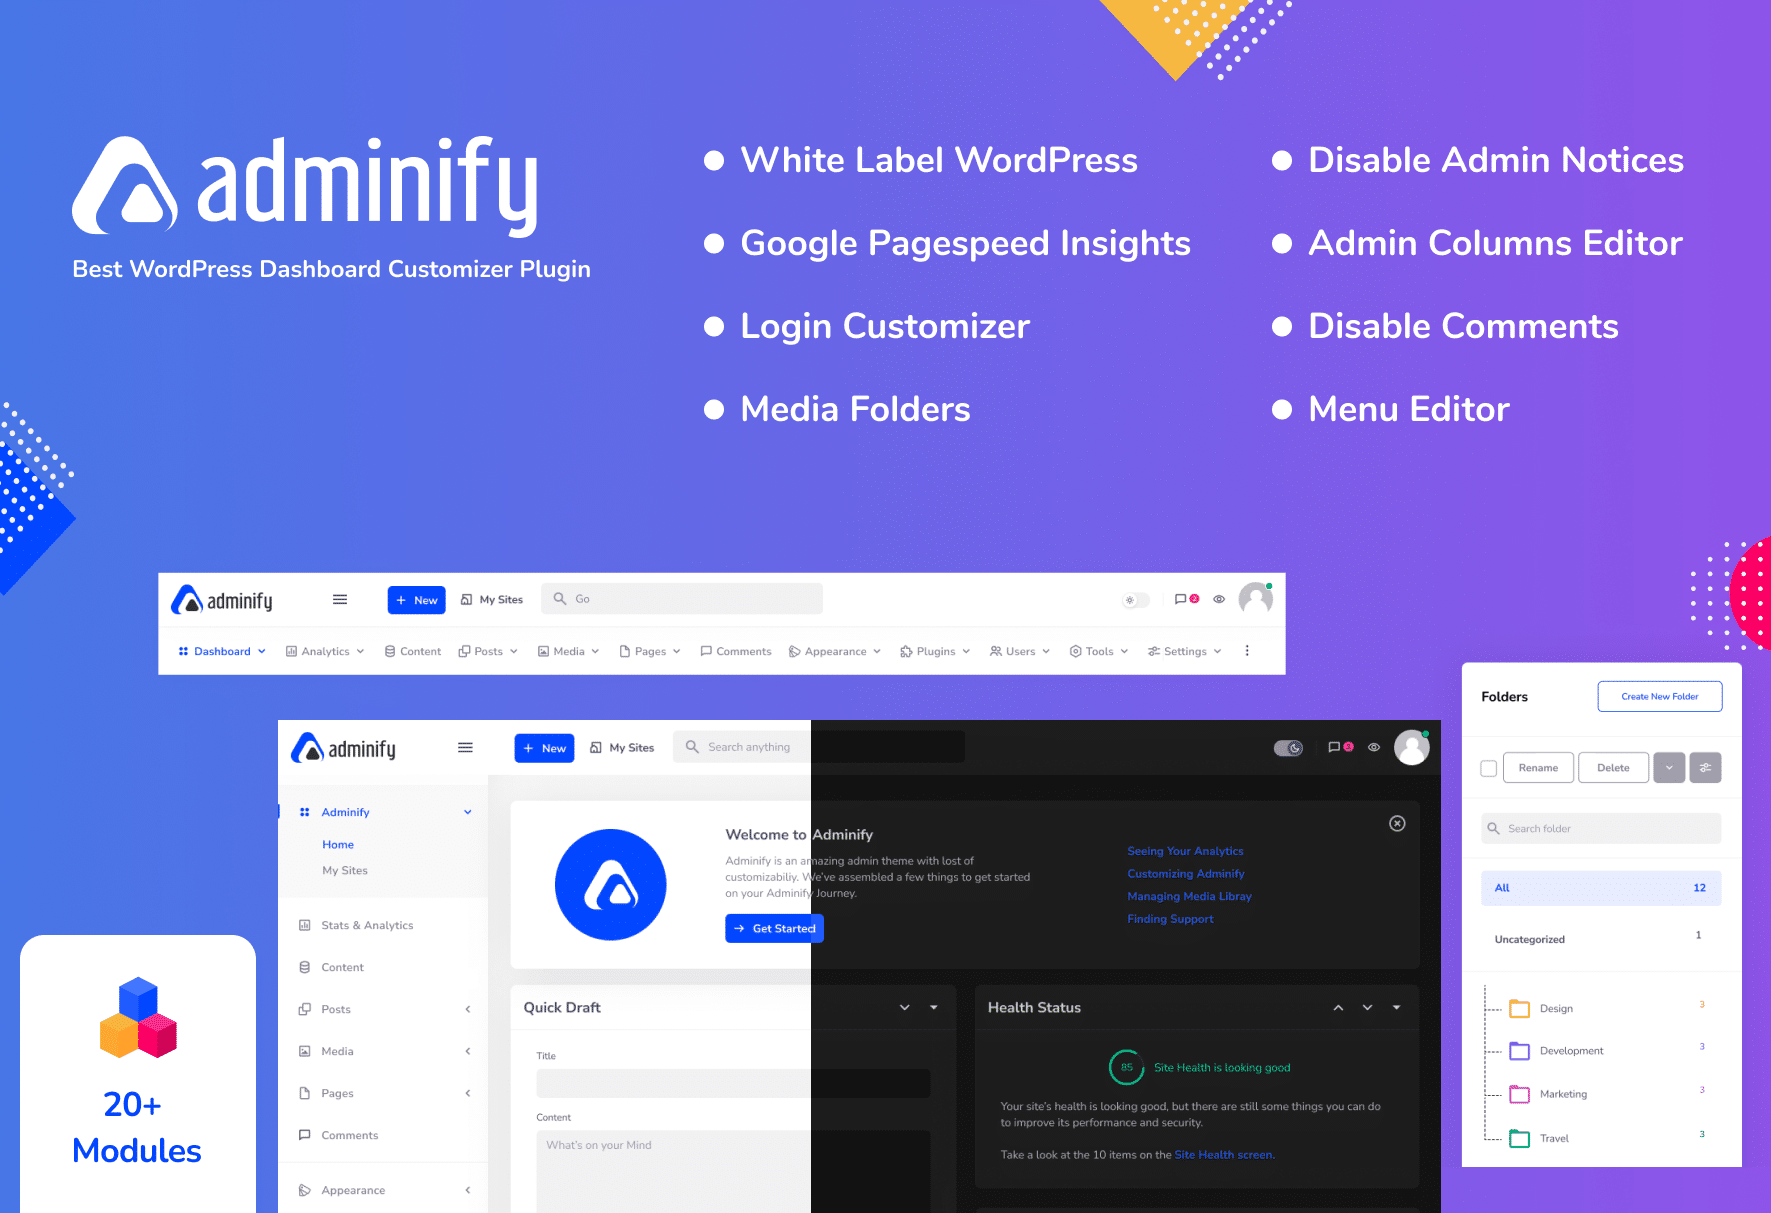 adminify
Best WordPress Dashboard Customizer Plugin
White Label WordPress
Google Pagespeed Insights
Login Customizer
Media Folders
Disable Admin Notices
Admin Columns Editor
Disable Comments
Menu Editor
adminify
New
My Sites
Go
2
Dashboard
Analytics
Content
Posts
Media
Pages
Comments
Appearance
Plugins
Users
Tools
Settings
adminify
New
My Sites
Search anything
Adminify
Home
My Sites
Stats & Analytics
Content
Posts
Media
Pages
Comments
Appearance
Welcome to Adminify
Adminify is an amazing admin theme with lost of
customizabiliy. We've assembled a few things to get started
on your Adminify Journey.
Get Started
Seeing Your Analytics
Customizing Adminify
Managing Media Libray
Finding Support
Quick Draft
Title
Content
What's on your Mind
Health Status
85
Site Health is looking good
Your site's health is looking good, but there are still some things you can do
to improve its performance and security.
Take a look at the 10 items on the Site Health screen.
Folders
Create New Folder
Rename
Delete
Search folder
All 12
Uncategorized 1
Design 3
Development 3
Marketing 3
Travel 3
20+
Modules